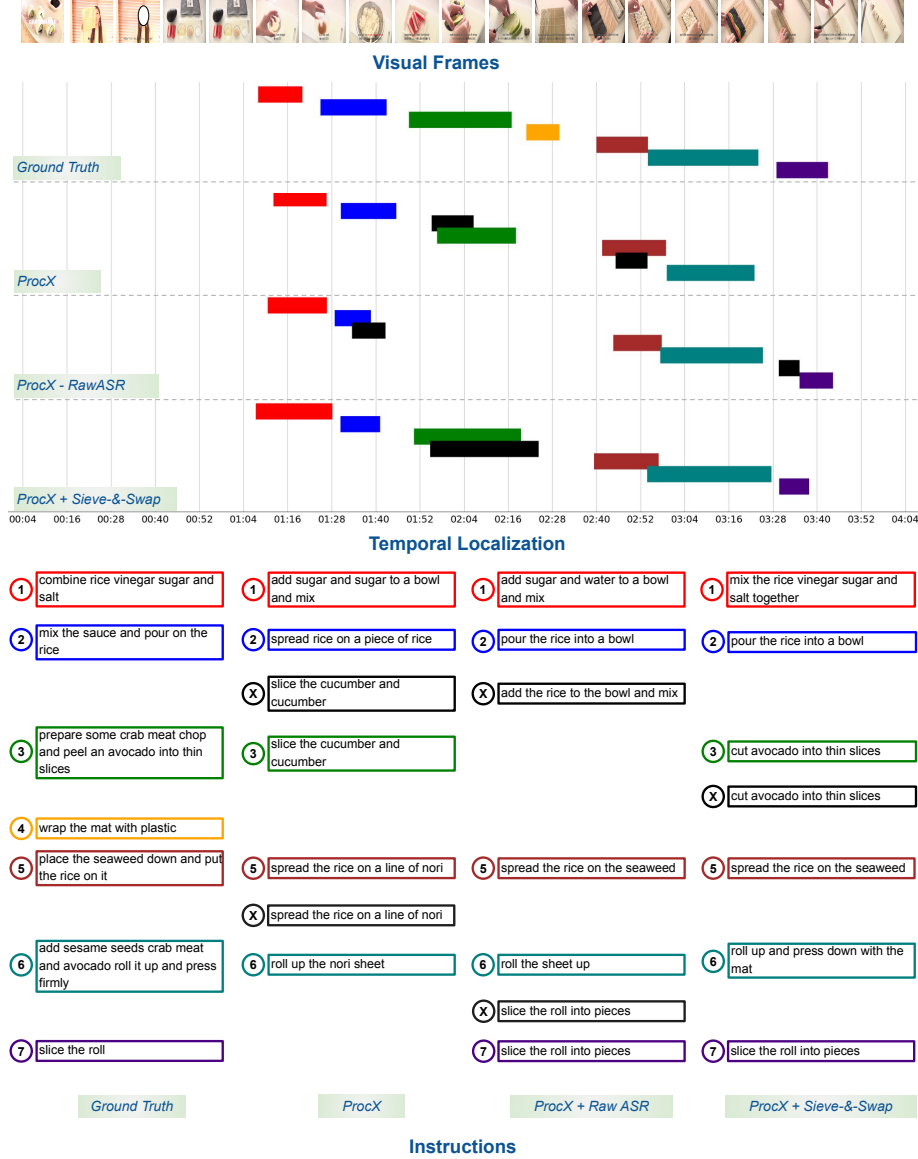 Visual Frames
Ground Truth
ProcX
ProcX - RawASR
ProcX + Sieve-&-Swap
00:04 00:16 00:28 00:40 00:52 01:04 01:16 01:28 01:40 01:52 02:04 02:16 02:28 02:40 02:52 03:04 03:16 03:28 03:40 03:52 04:04
Temporal Localization
1 combine rice vinegar sugar and
salt
1 add sugar and sugar to a bowl
and mix
1 add sugar and water to a bowl
and mix
1 mix the rice vinegar sugar and
salt together
2 mix the sauce and pour on the
rice
2 spread rice on a piece of rice
2 pour the rice into a bowl
2 pour the rice into a bowl
X slice the cucumber and
cucumber
X add the rice to the bowl and mix
3 prepare some crab meat chop
and peel an avocado into thin
slices
3 slice the cucumber and
cucumber
3 cut avocado into thin slices
X cut avocado into thin slices
4 wrap the mat with plastic
5 place the seaweed down and put
the rice on it
5 spread the rice on a line of nori
5 spread the rice on the seaweed
5 spread the rice on the seaweed
X spread the rice on a line of nori
6 add sesame seeds crab meat
and avocado roll it up and press
firmly
6 roll up the nori sheet
6 roll the sheet up
6 roll up and press down with the
mat
X slice the roll into pieces
7 slice the roll
7 slice the roll into pieces
7 slice the roll into pieces
Ground Truth
ProcX
ProcX + Raw ASR
ProcX + Sieve-&-Swap
Instructions